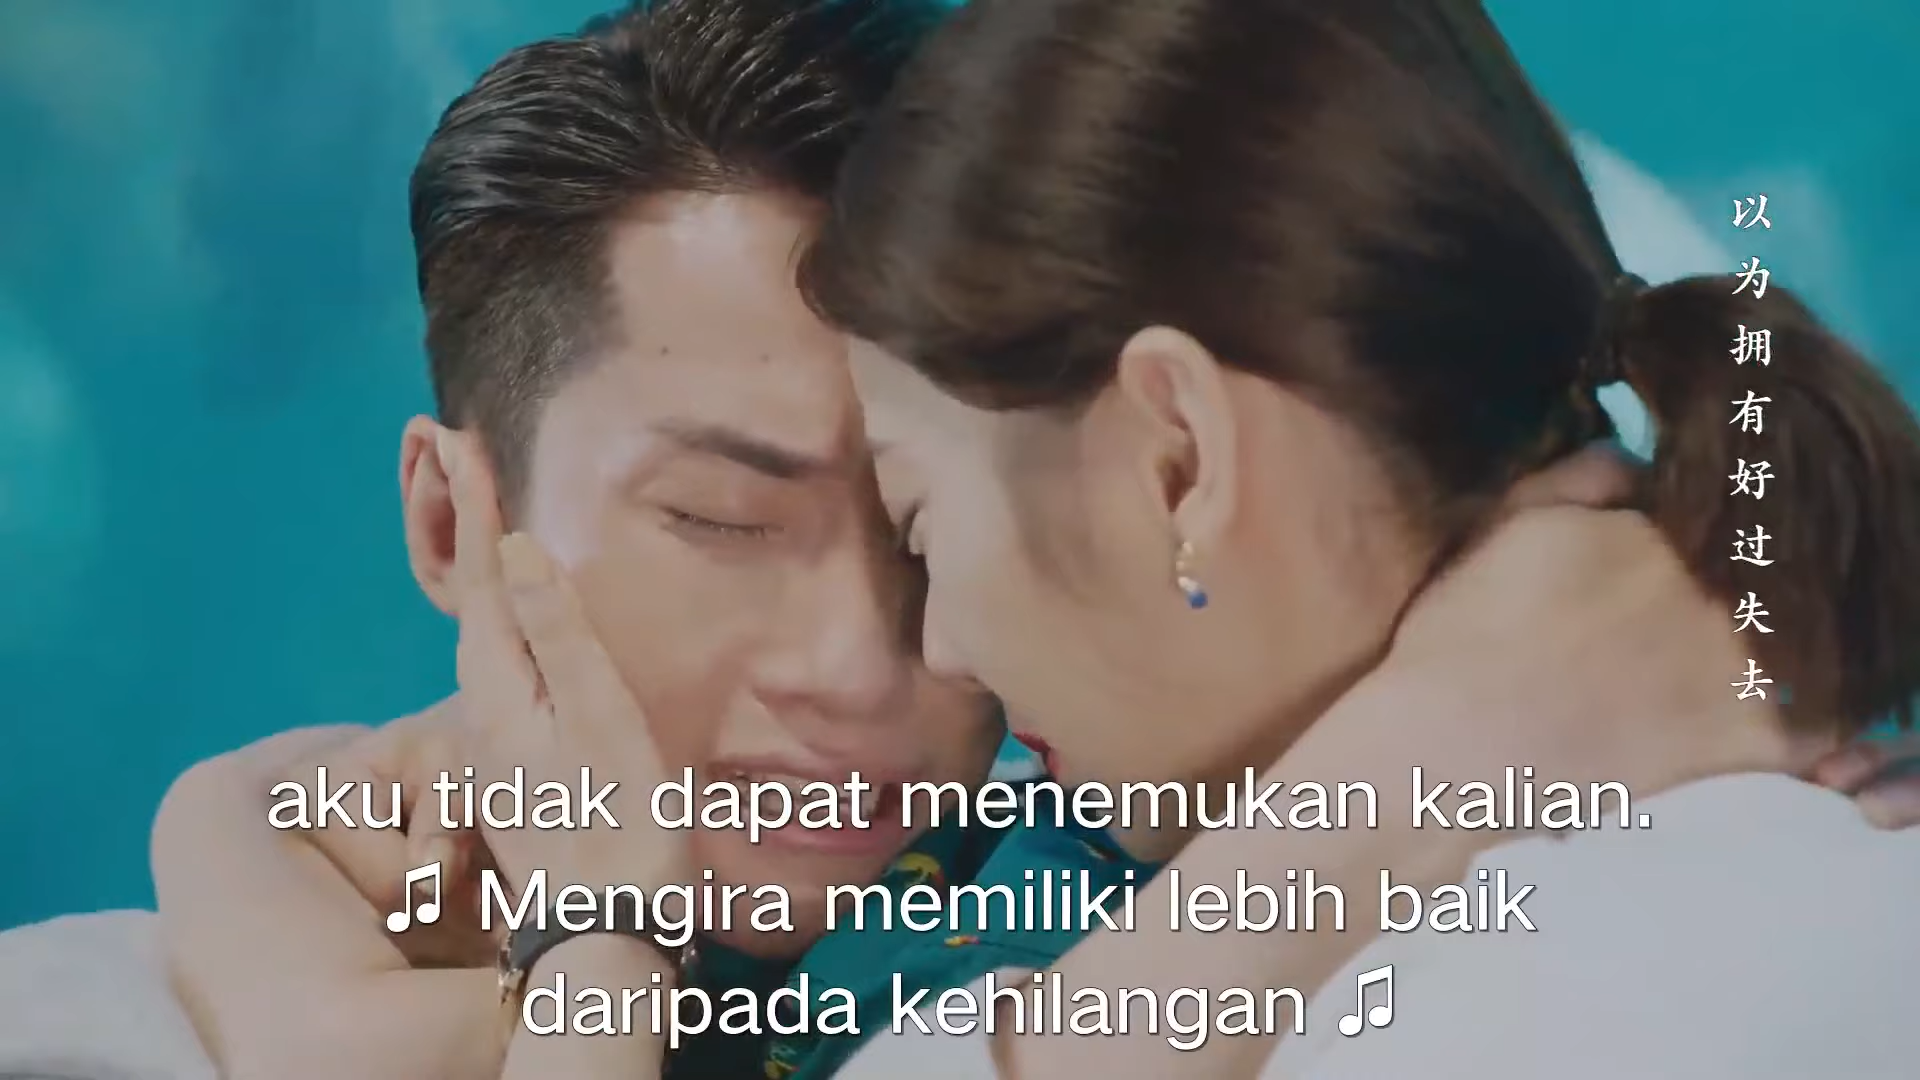 以为拥有好过失去
aku tidak dapat menemukan kalian.
♫ Mengira memiliki lebih baik
daripada kehilangan ♫